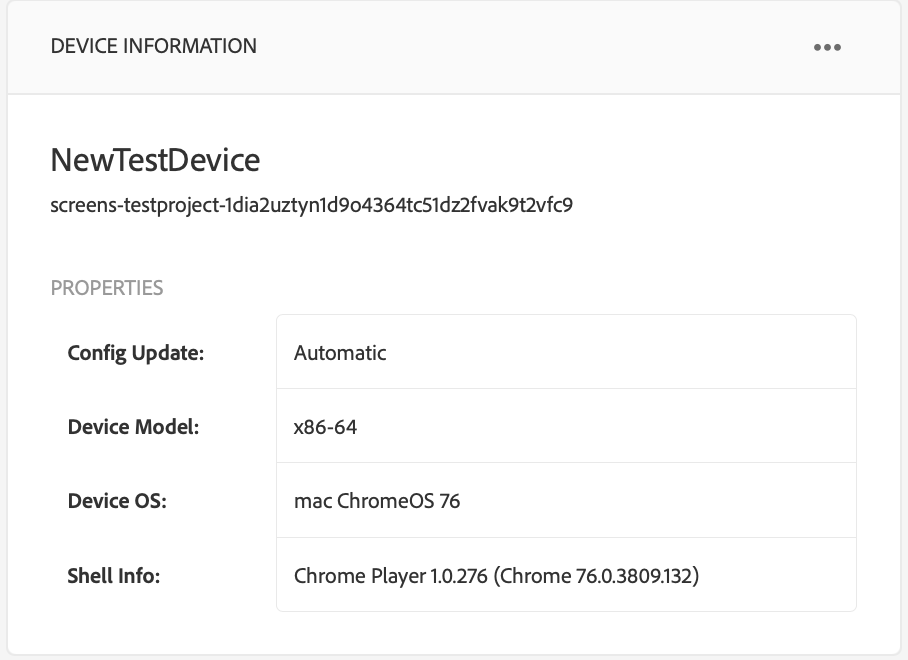 DEVICE INFORMATION
NewTestDevice
screens-testproject-1dia2uztyn1d9o4364tc51dz2fvak9t2vfc9
PROPERTIES
Config Update: Automatic
Device Model: x86-64
Device OS: mac ChromeOS 76
Shell Info: Chrome Player 1.0.276 (Chrome 76.0.3809.132)